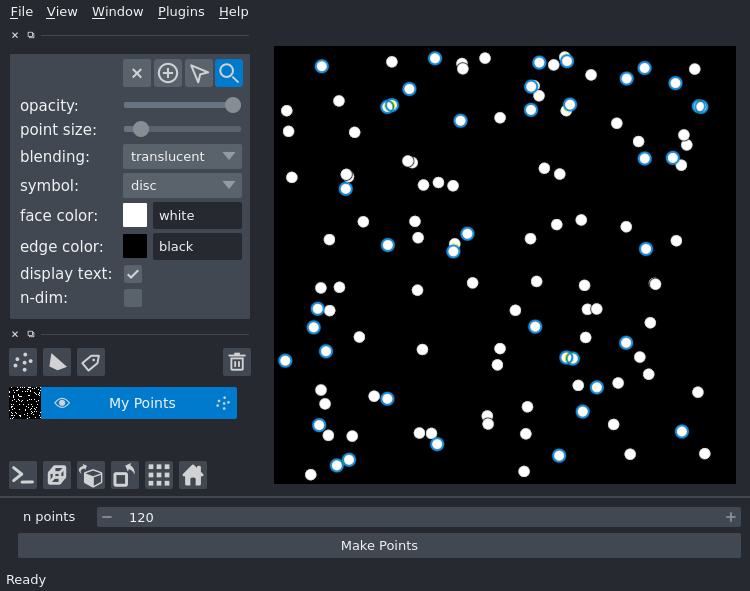 File View Window Plugins Help
opacity:
point size:
blending: translucent
symbol: disc
face color: white
edge color: black
display text:
n-dim:
My Points
n points 120
Make Points
Ready